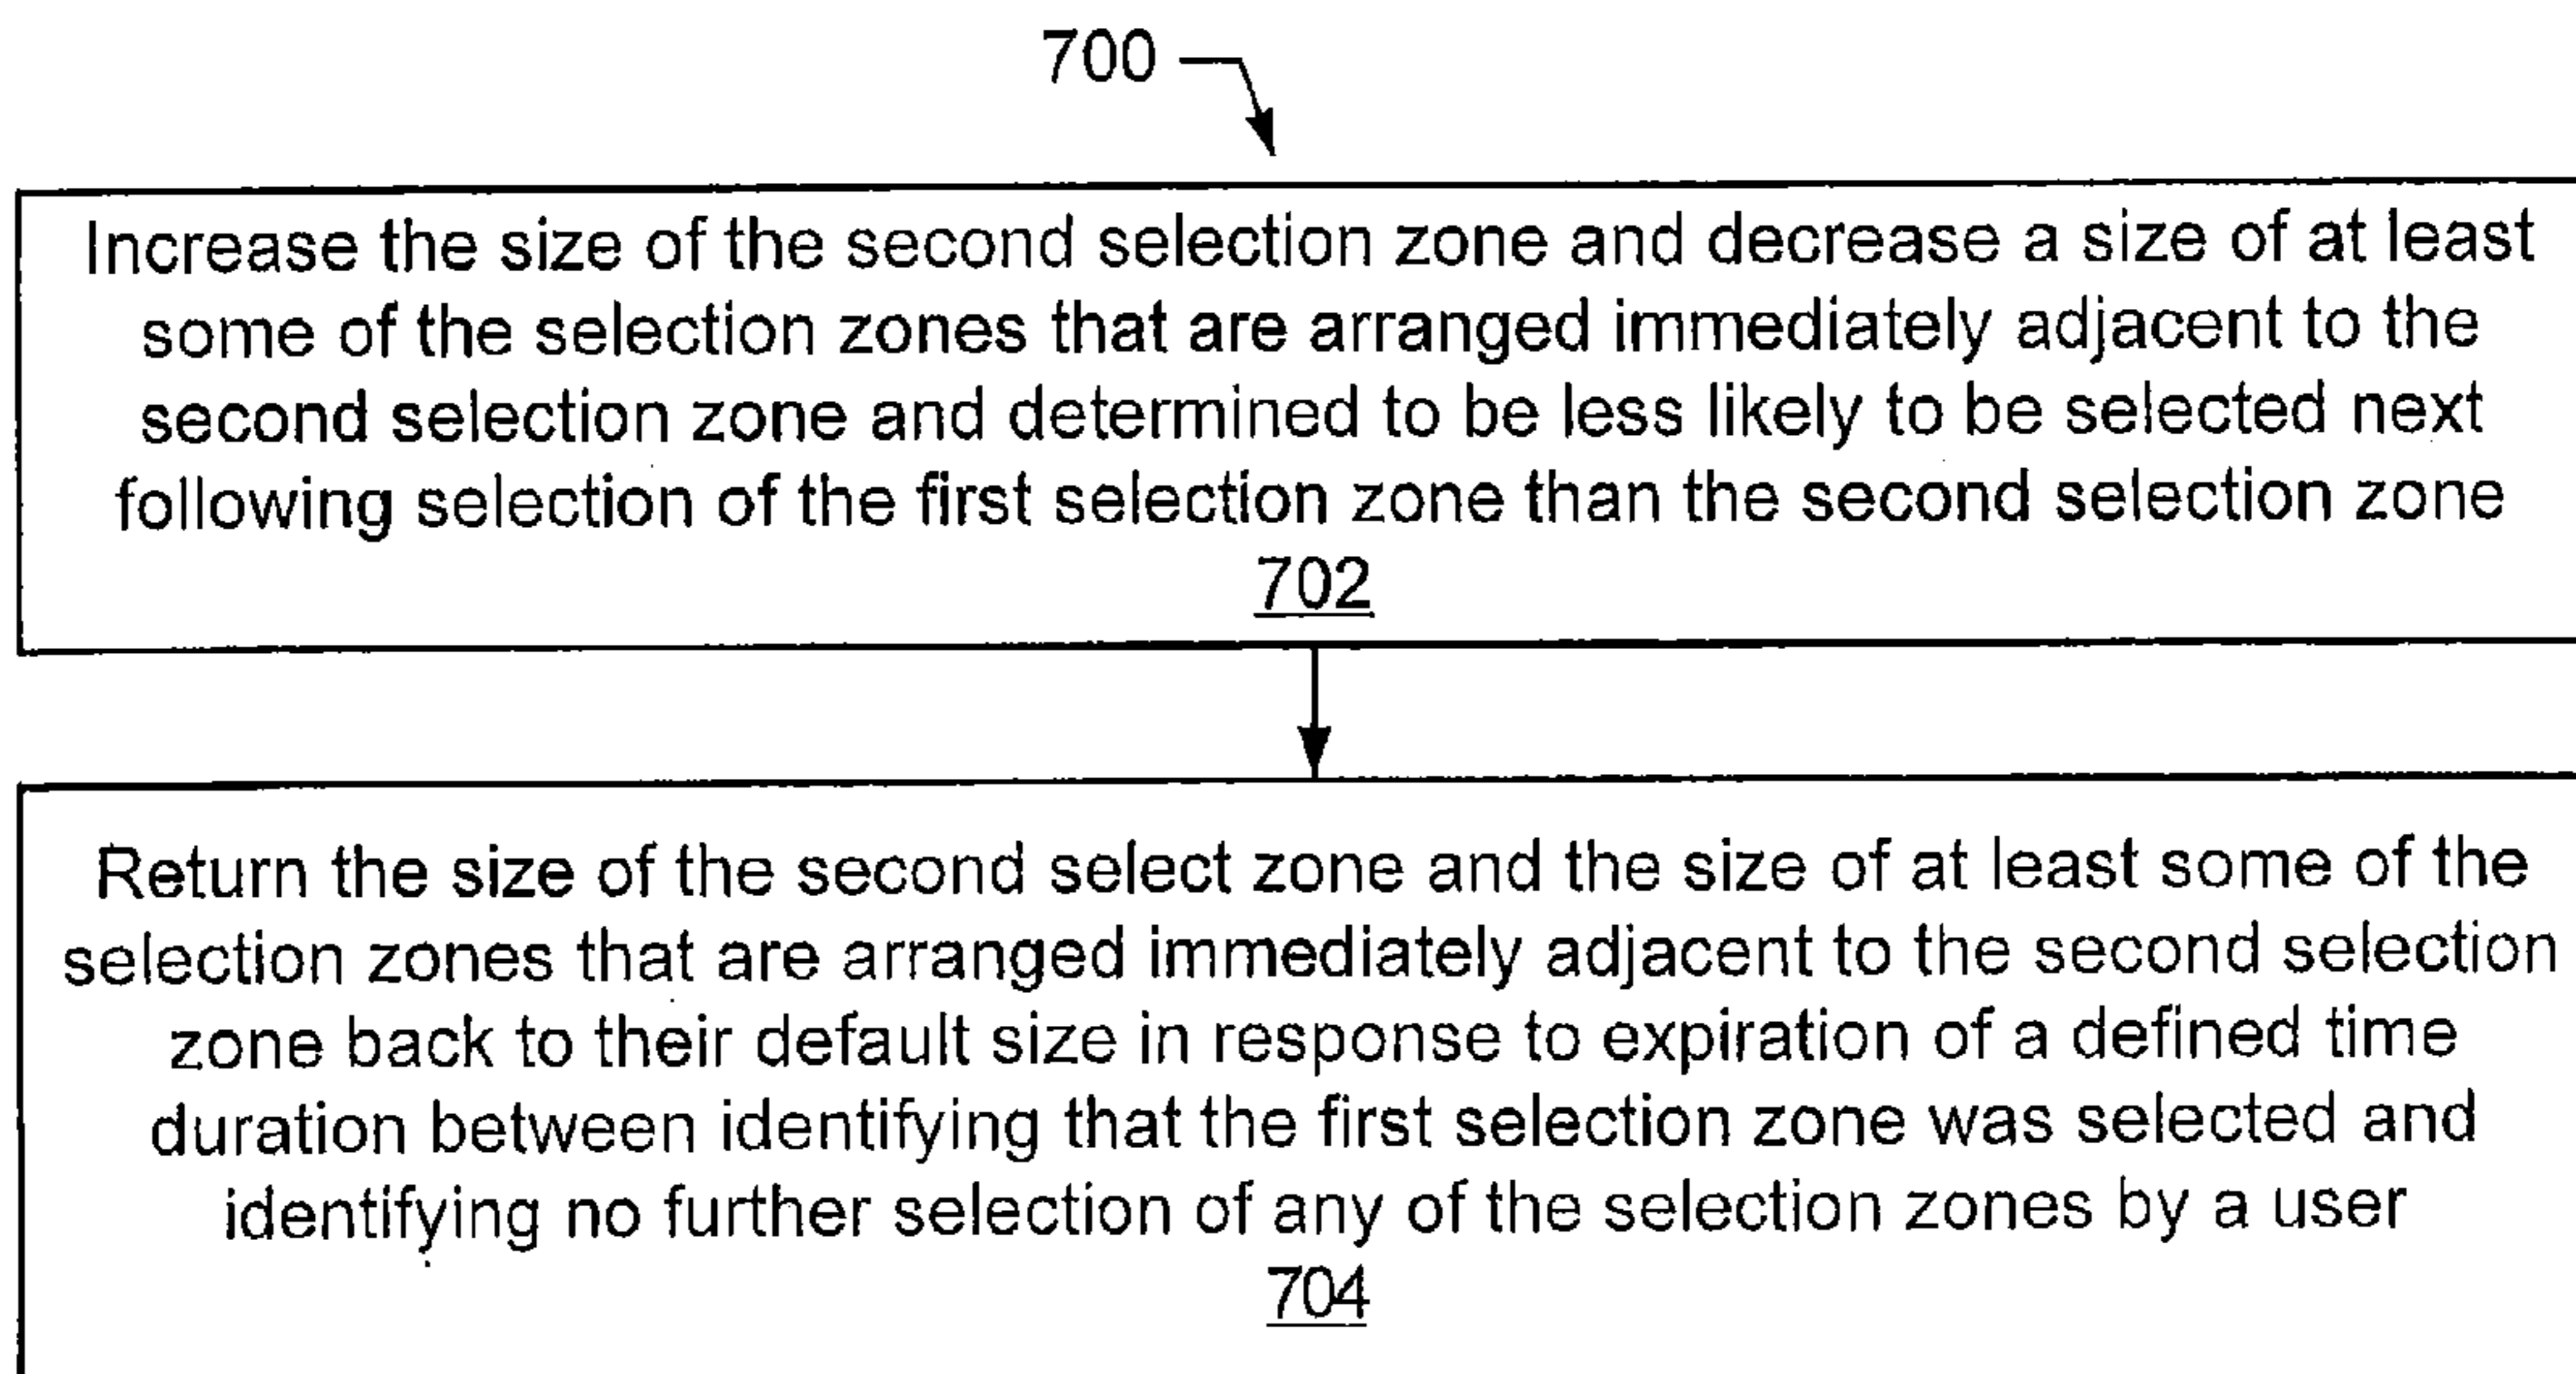 700
Increase the size of the second selection zone and decrease a size of at least
some of the selection zones that are arranged immediately adjacent to the
second selection zone and determined to be less likely to be selected next
following selection of the first selection zone than the second selection zone
702
Return the size of the second select zone and the size of at least some of the
selection zones that are arranged immediately adjacent to the second selection
zone back to their default size in response to expiration of a defined time
duration between identifying that the first selection zone was selected and
identifying no further selection of any of the selection zones by a user
704